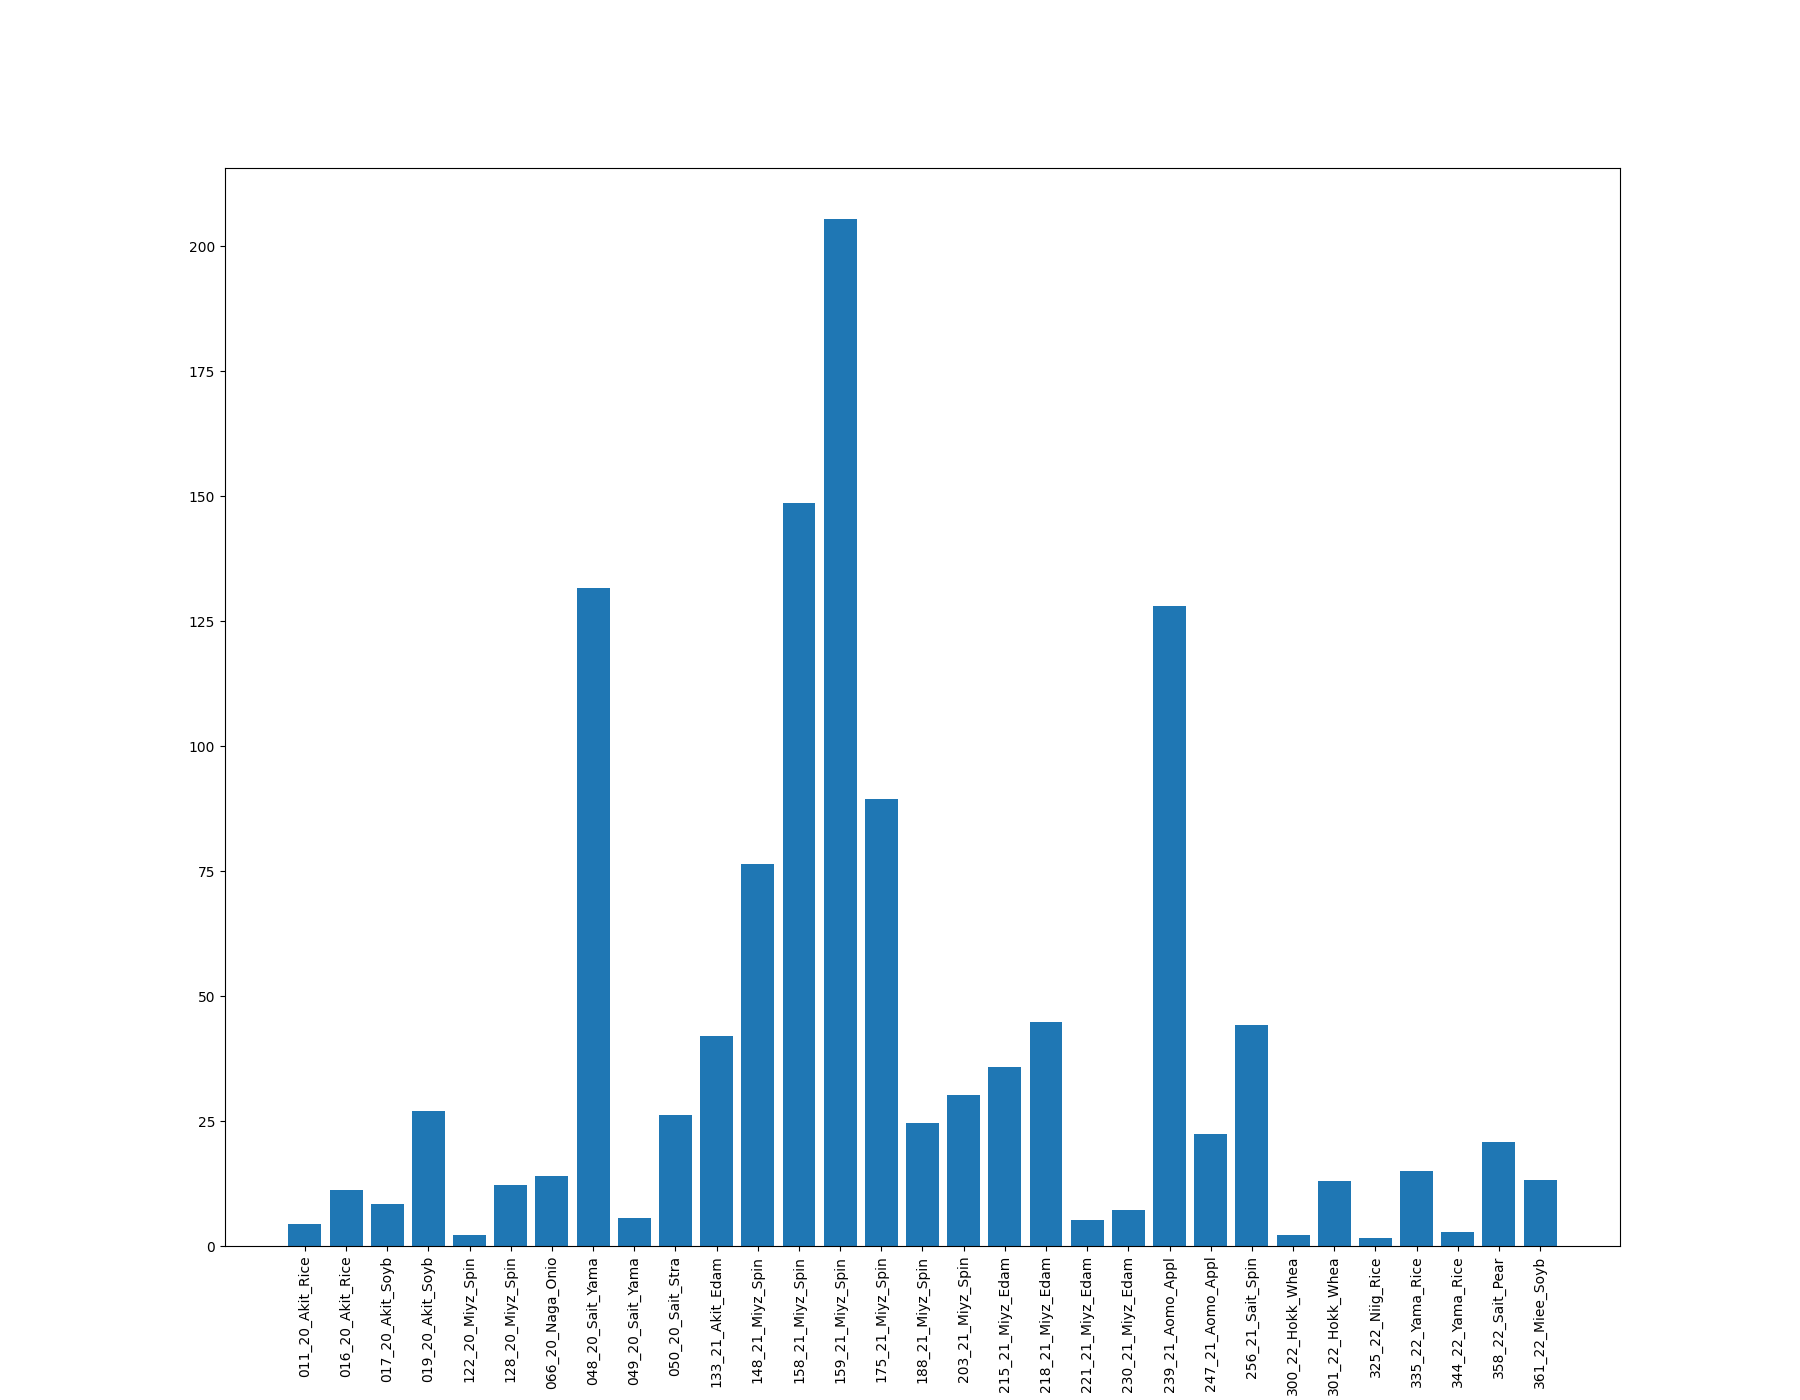 200
175
150
125
100
75
50
25
0
011_20_Akit_Rice
016_20_Akit_Rice
017_20_Akit_Soyb
019_20_Akit_Soyb
122_20_Miyz_Spin
128_20_Miyz_Spin
066_20_Naga_Onio
048_20_Sait_Yama
049_20_Sait_Yama
050_20_Sait_Stra
133_21_Akit_Edam
148_21_Miyz_Spin
158_21_Miyz_Spin
159_21_Miyz_Spin
175_21_Miyz_Spin
188_21_Miyz_Spin
203_21_Miyz_Spin
215_21_Miyz_Edam
218_21_Miyz_Edam
221_21_Miyz_Edam
230_21_Miyz_Edam
239_21_Aomo_Appl
247_21_Aomo_Appl
256_21_Sait_Spin
300_22_Hokk_Whea
301_22_Hokk_Whea
325_22_Niig_Rice
335_22_Yama_Rice
344_22_Yama_Rice
358_22_Sait_Pear
361_22_Miee_Soyb